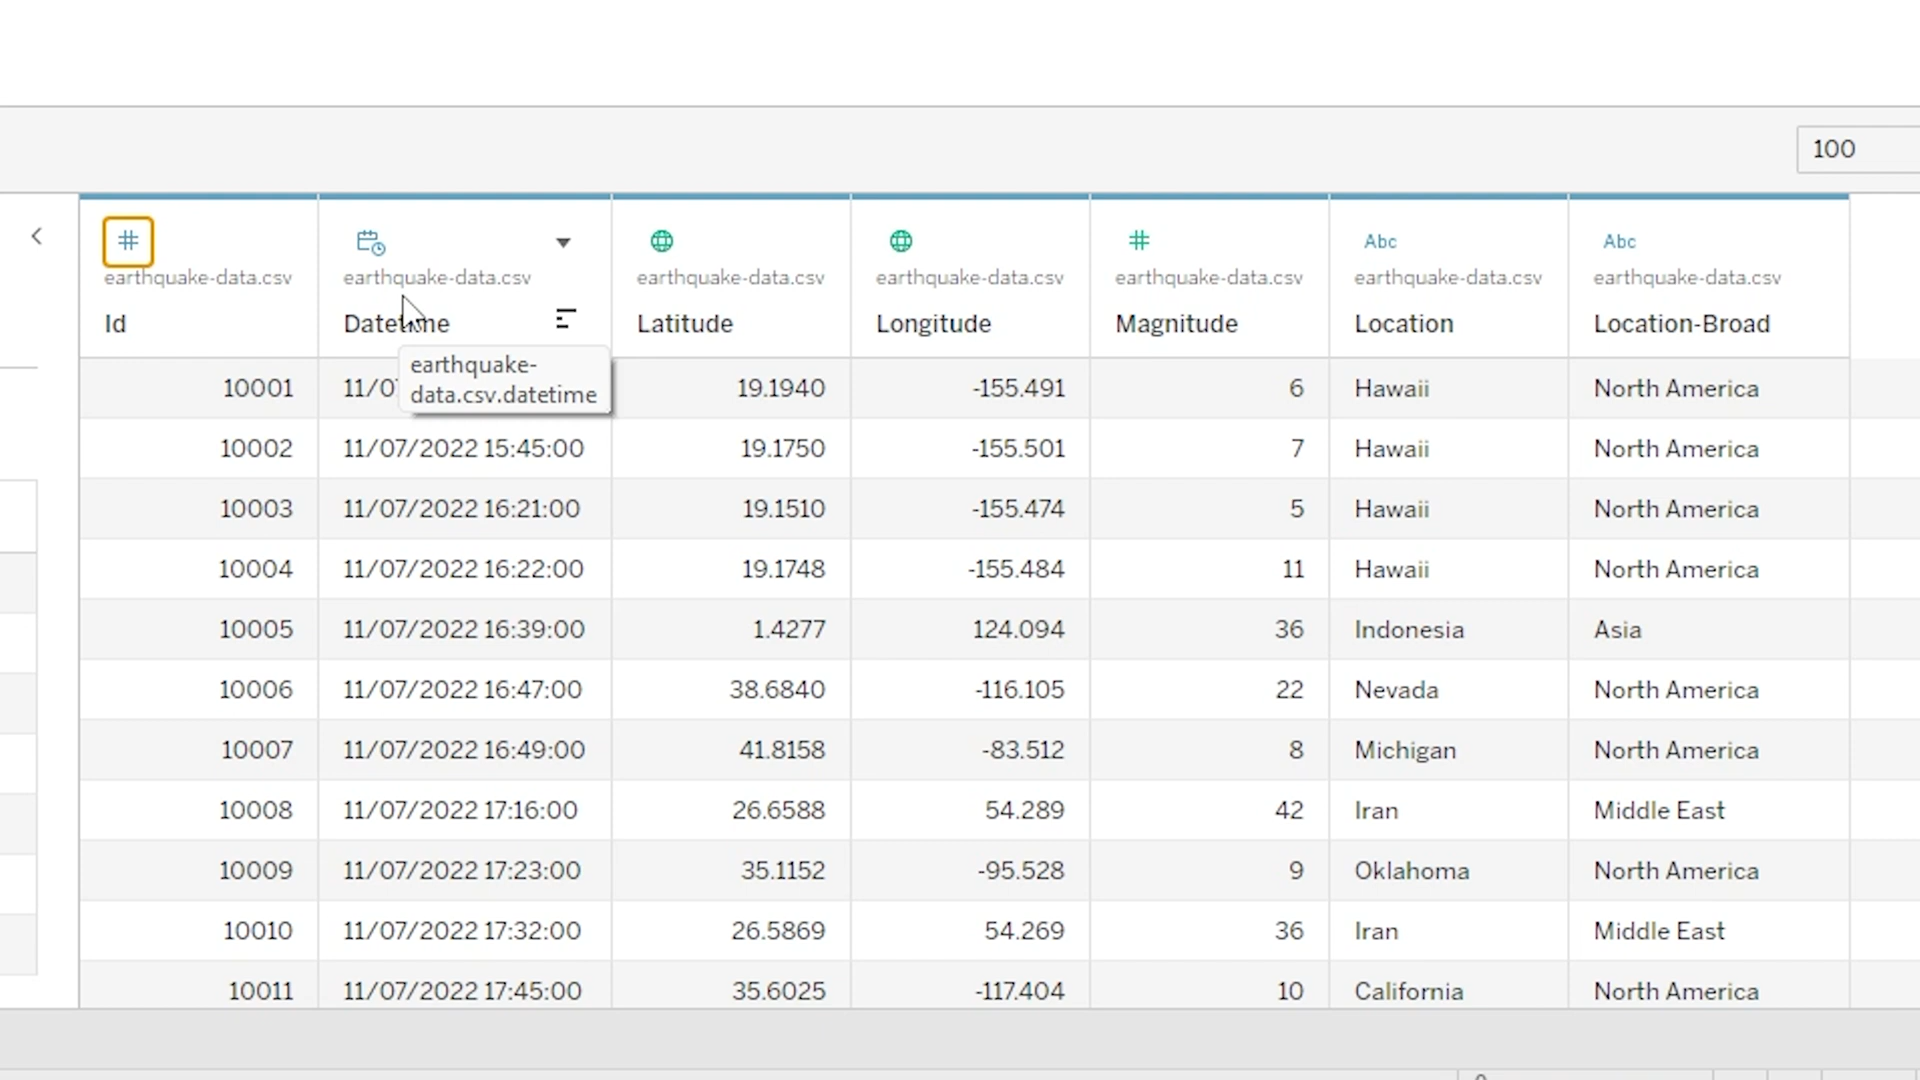 100
# earthquake-data.csv Id
earthquake-data.csv Datetime
earthquake-data.csv Latitude
earthquake-data.csv Longitude
# earthquake-data.csv Magnitude
Abc earthquake-data.csv Location
Abc earthquake-data.csv Location-Broad
earthquake-
data.csv.datetime
10001 11/07 19.1940 -155.491 6 Hawaii North America
10002 11/07/2022 15:45:00 19.1750 -155.501 7 Hawaii North America
10003 11/07/2022 16:21:00 19.1510 -155.474 5 Hawaii North America
10004 11/07/2022 16:22:00 19.1748 -155.484 11 Hawaii North America
10005 11/07/2022 16:39:00 1.4277 124.094 36 Indonesia Asia
10006 11/07/2022 16:47:00 38.6840 -116.105 22 Nevada North America
10007 11/07/2022 16:49:00 41.8158 -83.512 8 Michigan North America
10008 11/07/2022 17:16:00 26.6588 54.289 42 Iran Middle East
10009 11/07/2022 17:23:00 35.1152 -95.528 9 Oklahoma North America
10010 11/07/2022 17:32:00 26.5869 54.269 36 Iran Middle East
10011 11/07/2022 17:45:00 35.6025 -117.404 10 California North America